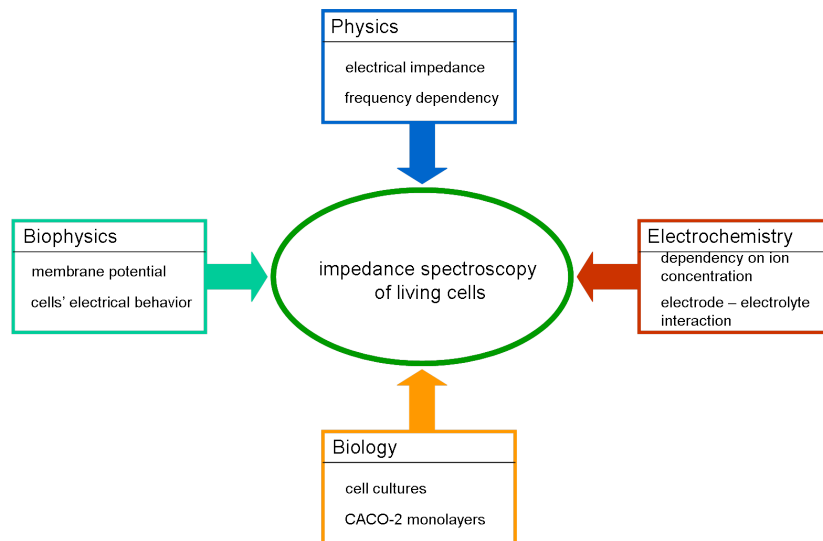 Physics
electrical impedance
frequency dependency
Biophysics
membrane potential
cells' electrical behavior
impedance spectroscopy
of living cells
Electrochemistry
dependency on ion
concentration
electrode – electrolyte
interaction
Biology
cell cultures
CACO-2 monolayers